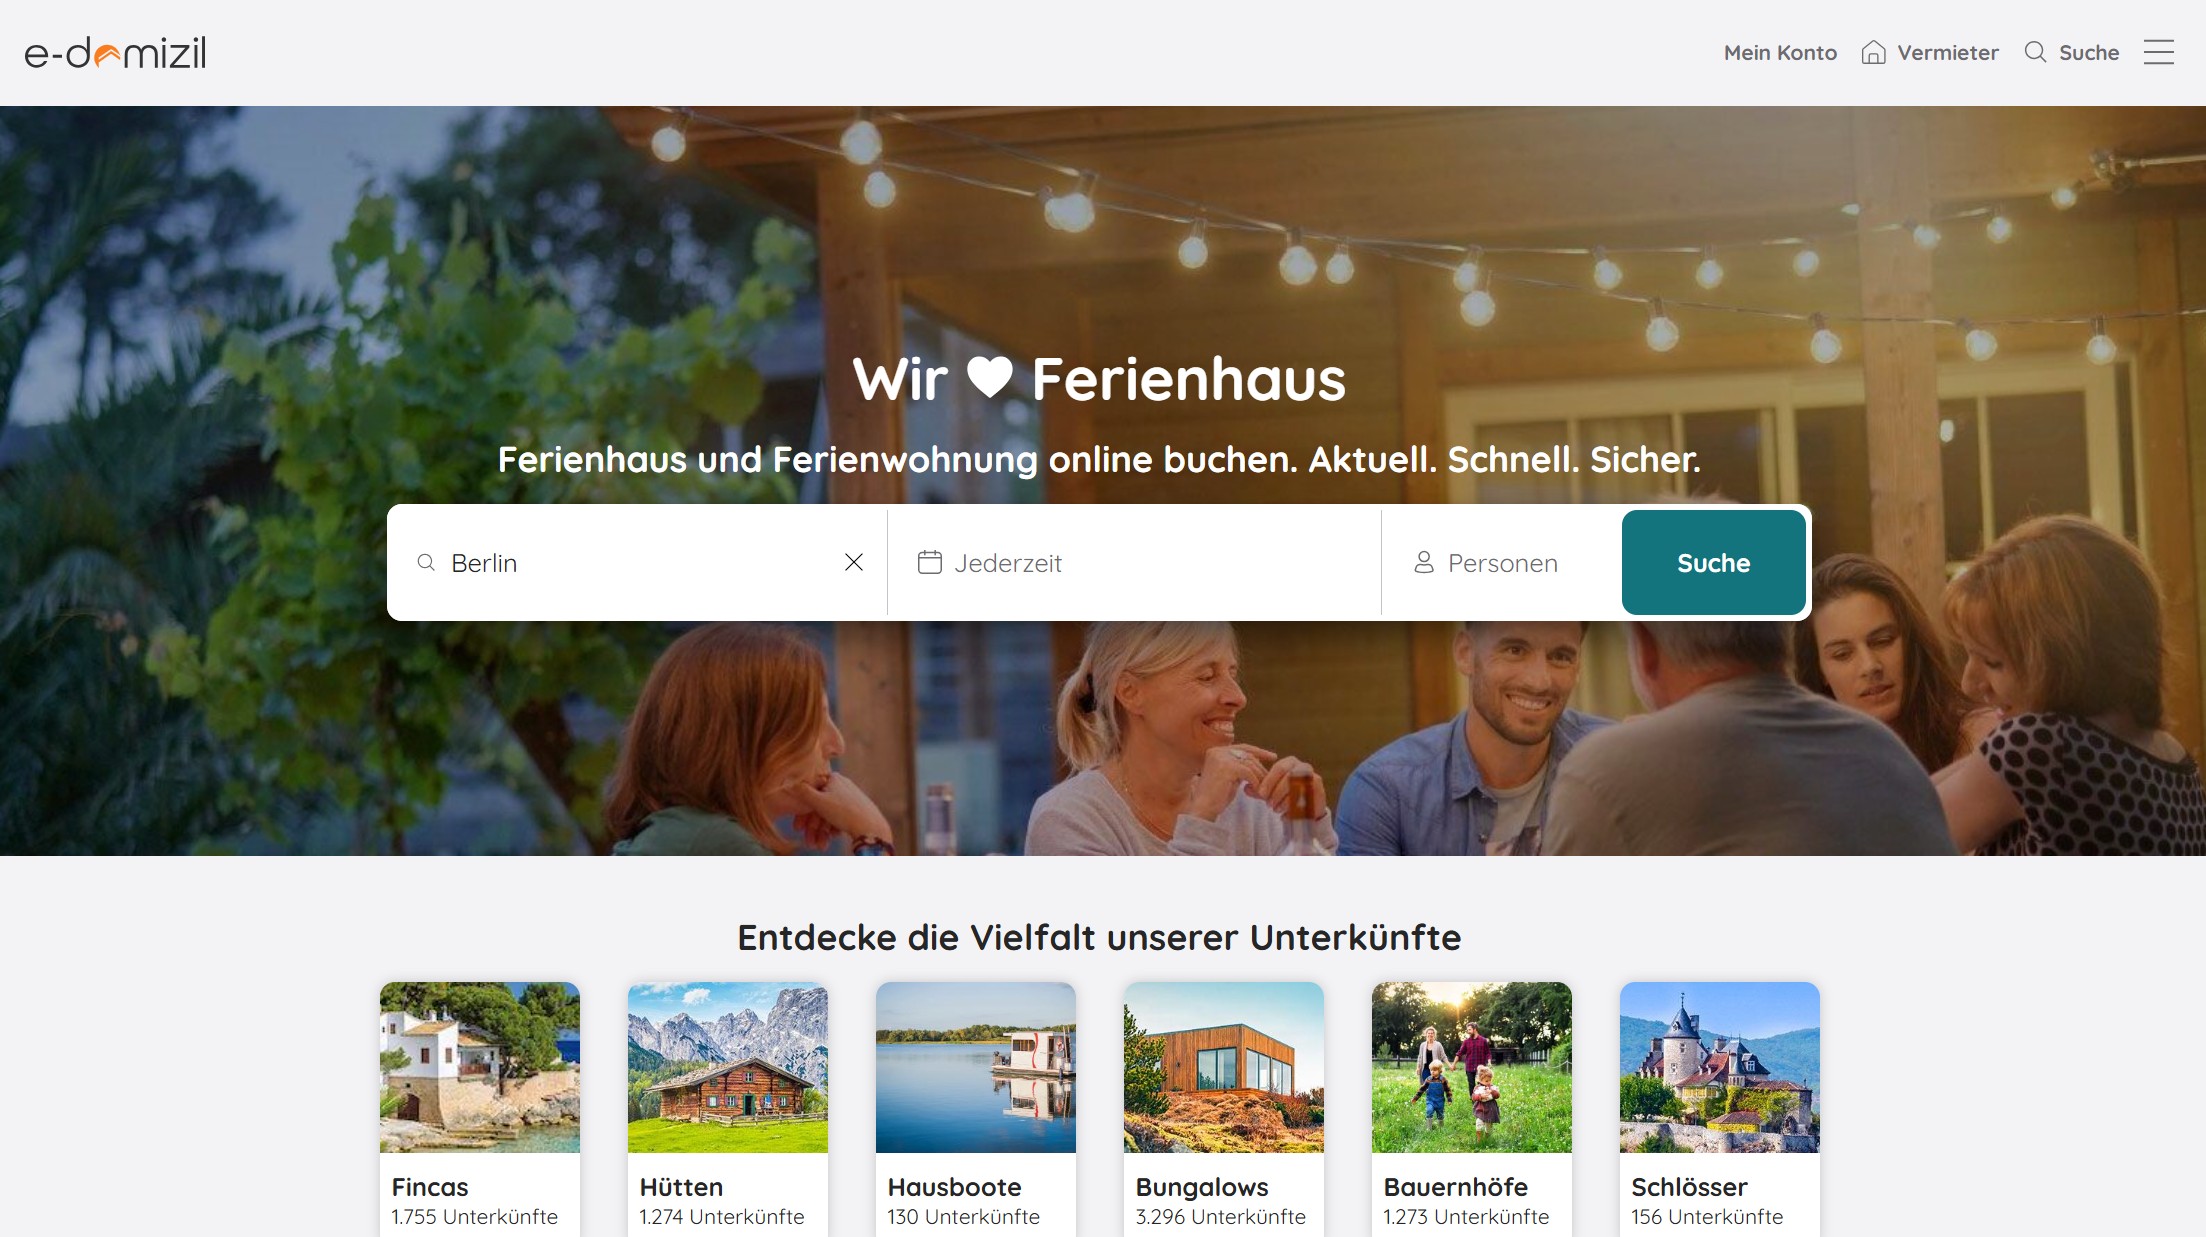 e-domizil
Mein Konto
Vermieter
Suche
Wir ♥ Ferienhaus
Ferienhaus und Ferienwohnung online buchen. Aktuell. Schnell. Sicher.
Berlin
Jederzeit
Personen
Suche
Entdecke die Vielfalt unserer Unterkünfte
Fincas
1.755 Unterkünfte
Hütten
1.274 Unterkünfte
Hausboote
130 Unterkünfte
Bungalows
3.296 Unterkünfte
Bauernhöfe
1.273 Unterkünfte
Schlösser
156 Unterkünfte